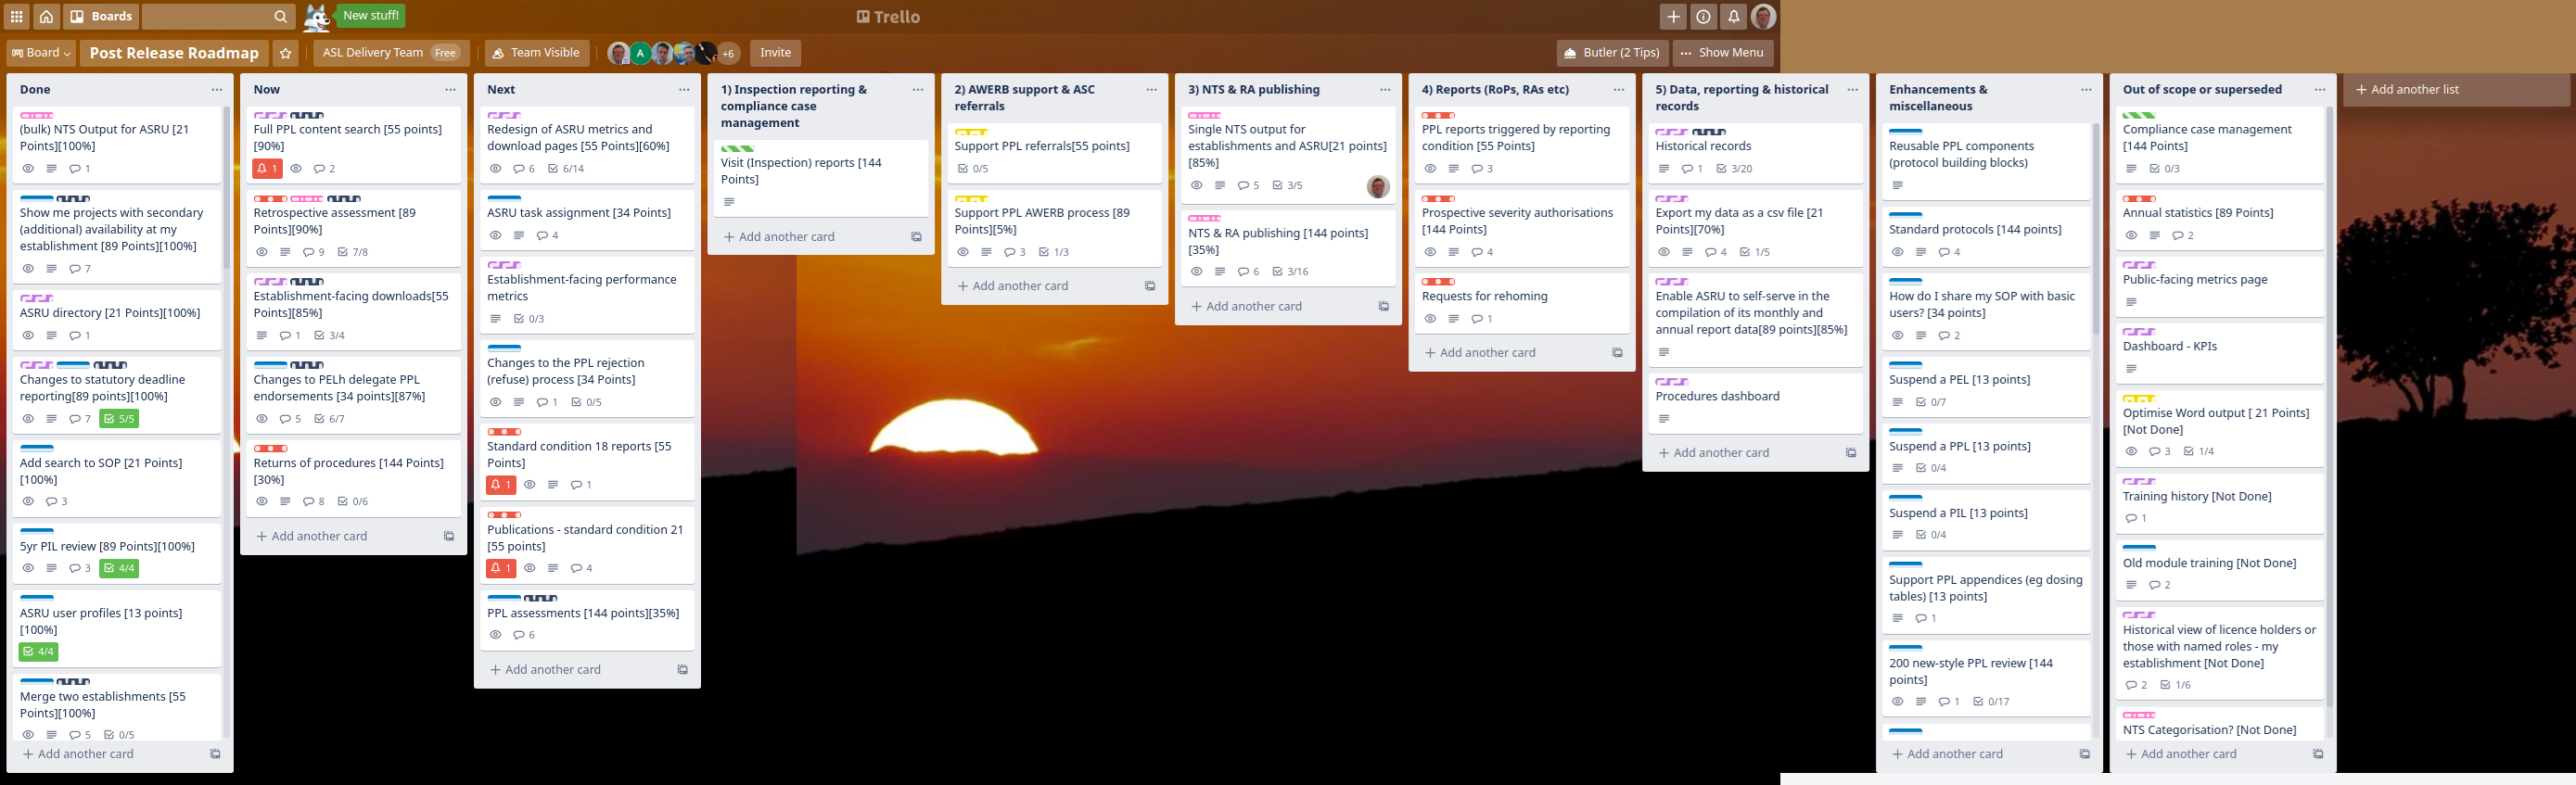 Boards
New stuff!
Trello
Board
Post Release Roadmap
ASL Delivery Team Free
Team Visible
A
+6
Invite
Butler (2 Tips)
Show Menu
Done
(bulk) NTS Output for ASRU [21
Points][100%]
1
Show me projects with secondary
(additional) availability at my
establishment [89 Points][100%]
7
ASRU directory [21 Points][100%]
1
Changes to statutory deadline
reporting[89 points][100%]
7 5/5
Add search to SOP [21 Points]
[100%]
3
5yr PIL review [89 Points][100%]
3 4/4
ASRU user profiles [13 points]
[100%]
4/4
Merge two establishments [55
Points][100%]
5 0/5
+ Add another card
Now
Full PPL content search [55 points]
[90%]
1 2
Retrospective assessment [89
Points][90%]
9 7/8
Establishment-facing downloads[55
Points][85%]
1 3/4
Changes to PELh delegate PPL
endorsements [34 points][87%]
5 6/7
Returns of procedures [144 Points]
[30%]
8 0/6
+ Add another card
Next
Redesign of ASRU metrics and
download pages [55 Points][60%]
6 6/14
ASRU task assignment [34 Points]
4
Establishment-facing performance
metrics
0/3
Changes to the PPL rejection
(refuse) process [34 Points]
1 0/5
Standard condition 18 reports [55
Points]
1 1
Publications - standard condition 21
[55 points]
1 4
PPL assessments [144 points][35%]
6
+ Add another card
1) Inspection reporting &
compliance case
management
Visit (Inspection) reports [144
Points]
+ Add another card
2) AWERB support & ASC
referrals
Support PPL referrals[55 points]
0/5
Support PPL AWERB process [89
Points][5%]
3 1/3
+ Add another card
3) NTS & RA publishing
Single NTS output for
establishments and ASRU[21 points]
[85%]
5 3/5
NTS & RA publishing [144 points]
[35%]
6 3/16
+ Add another card
4) Reports (RoPs, RAs etc)
PPL reports triggered by reporting
condition [55 Points]
3
Prospective severity authorisations
[144 Points]
4
Requests for rehoming
1
+ Add another card
5) Data, reporting & historical
records
Historical records
1 3/20
Export my data as a csv file [21
Points][70%]
4 1/5
Enable ASRU to self-serve in the
compilation of its monthly and
annual report data[89 points][85%]
Procedures dashboard
+ Add another card
Enhancements &
miscellaneous
Reusable PPL components
(protocol building blocks)
Standard protocols [144 points]
4
How do I share my SOP with basic
users? [34 points]
2
Suspend a PEL [13 points]
0/7
Suspend a PPL [13 points]
0/4
Suspend a PIL [13 points]
0/4
Support PPL appendices (eg dosing
tables) [13 points]
1
200 new-style PPL review [144
points]
1 0/17
+ Add another card
Out of scope or superseded
Compliance case management
[144 Points]
0/3
Annual statistics [89 Points]
2
Public-facing metrics page
Dashboard - KPIs
Optimise Word output [ 21 Points]
[Not Done]
3 1/4
Training history [Not Done]
1
Old module training [Not Done]
2
Historical view of licence holders or
those with named roles - my
establishment [Not Done]
2 1/6
NTS Categorisation? [Not Done]
+ Add another card
+ Add another list